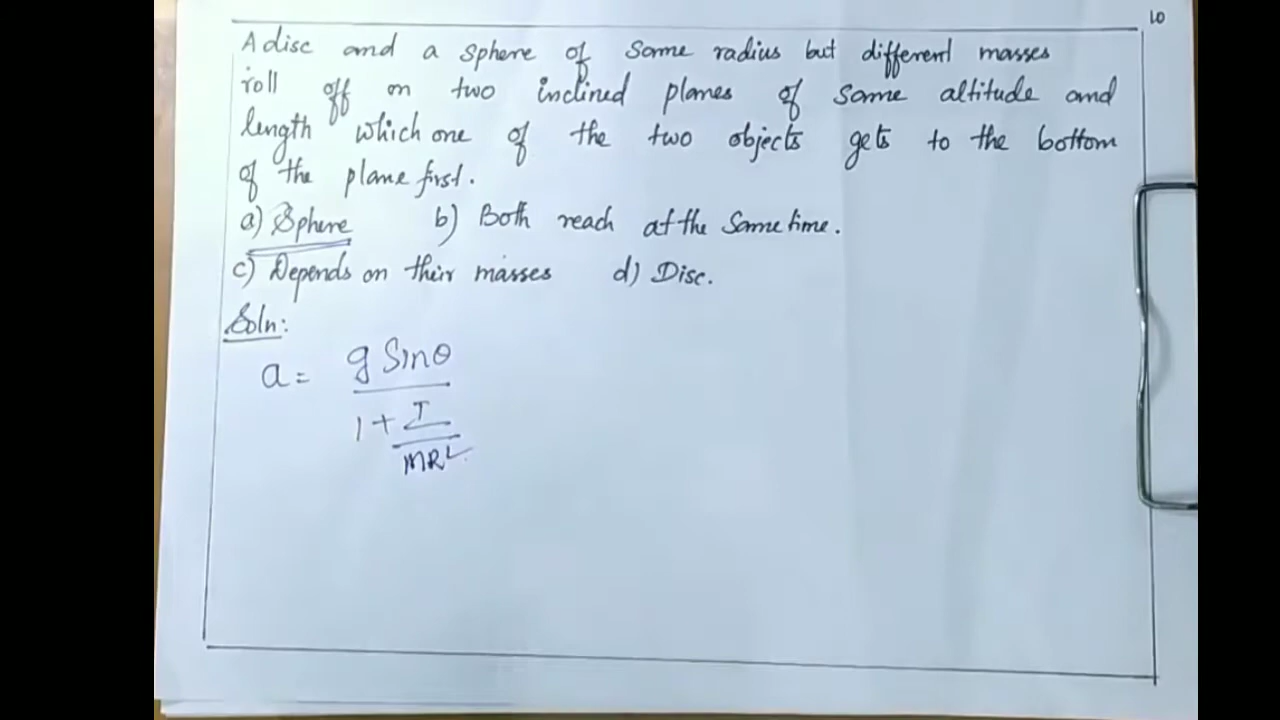 10
A disc and a sphere of same radius but different masses
roll off on two inclined planes of same altitude and
length which one of the two objects gets to the bottom
of the plane first.
a) Sphere b) Both reach at the same time.
c) Depends on their masses d) Disc.
Soln:
a = g Sinθ
1 + I
MR²